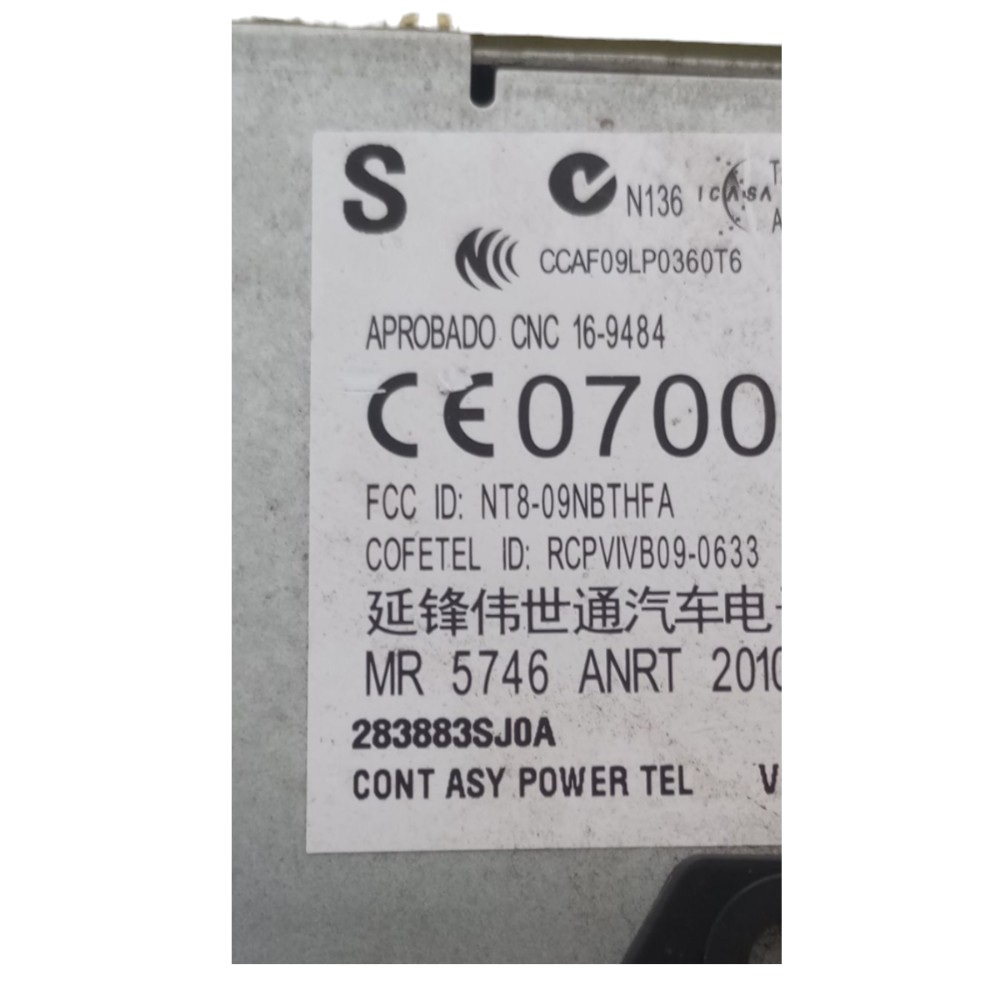 S
N136 ICASA
CCAF09LP0360T6
APROBADO CNC 16-9484
CE0700
FCC ID: NT8-09NBTHFA
COFETEL ID: RCPVIVB09-0633
延锋伟世通汽车电
MR 5746 ANRT 2010
283883SJ0A
CONT ASY POWER TEL V